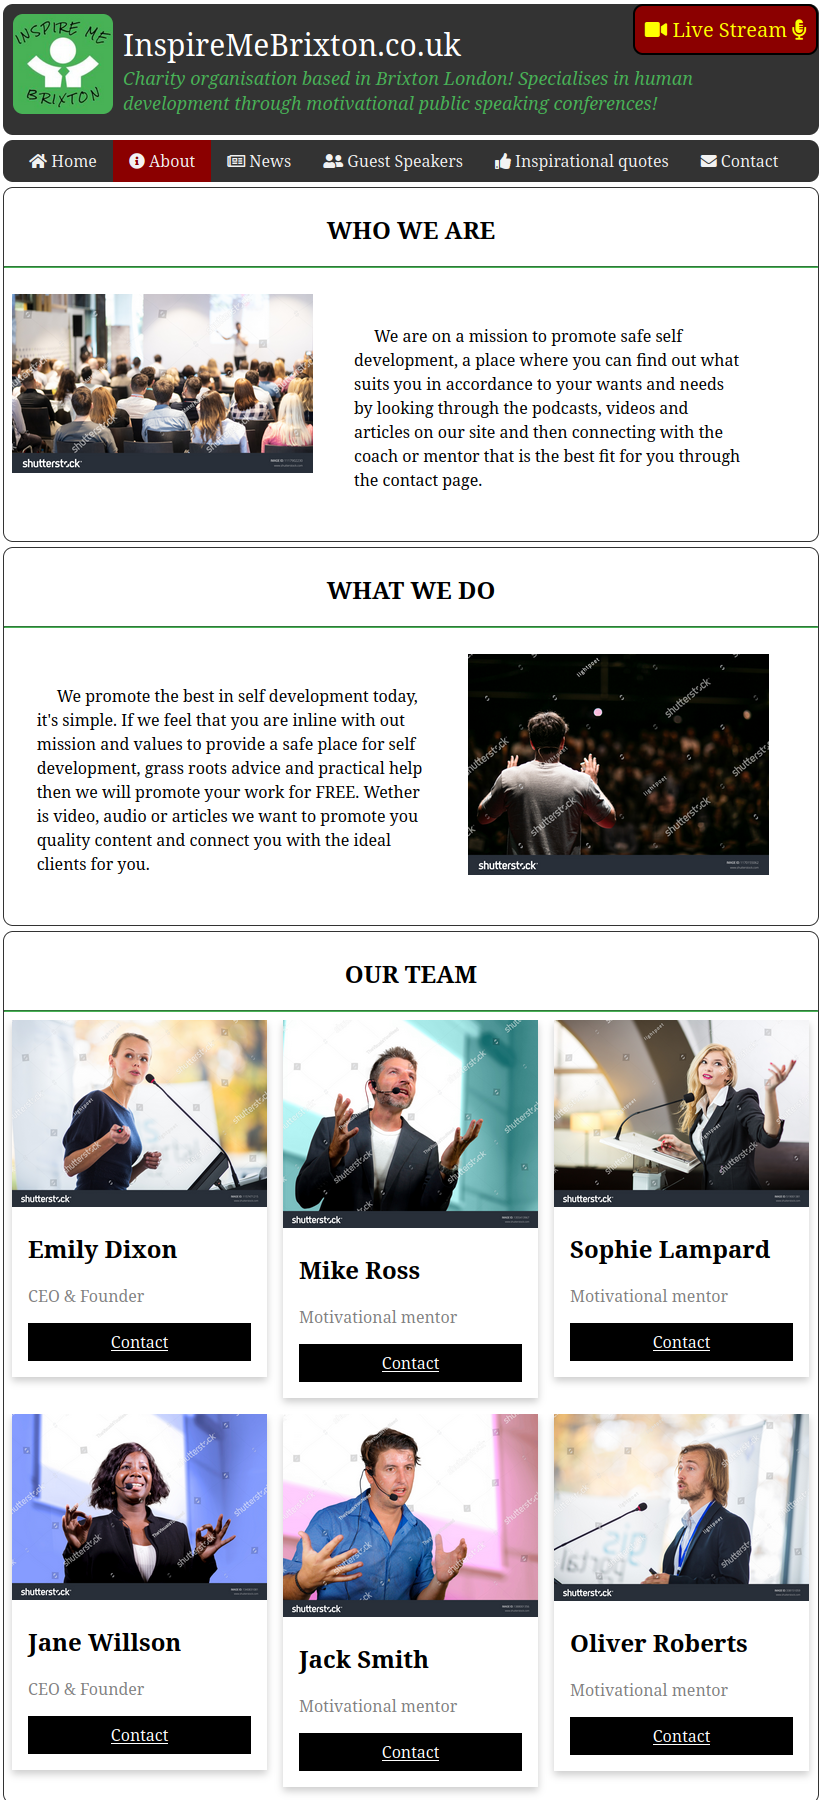 INSPIRE ME
BRIXTON
InspireMeBrixton.co.uk
Live Stream
Charity organisation based in Brixton London! Specialises in human
development through motivational public speaking conferences!
Home About News Guest Speakers Inspirational quotes Contact
WHO WE ARE
We are on a mission to promote safe self
development, a place where you can find out what
suits you in accordance to your wants and needs
by looking through the podcasts, videos and
articles on our site and then connecting with the
coach or mentor that is the best fit for you through
the contact page.
shutterstock
WHAT WE DO
We promote the best in self development today,
it's simple. If we feel that you are inline with out
mission and values to provide a safe place for self
development, grass roots advice and practical help
then we will promote your work for FREE. Wether
is video, audio or articles we want to promote you
quality content and connect you with the ideal
clients for you.
lightpoet
shutterstock
shutterstock
OUR TEAM
shutterstock
shutterstock
shutterstock
Emily Dixon
CEO & Founder
Contact
Mike Ross
Motivational mentor
Contact
Sophie Lampard
Motivational mentor
Contact
shutterstock
shutterstock
shutterstock
Jane Willson
CEO & Founder
Contact
Jack Smith
Motivational mentor
Contact
Oliver Roberts
Motivational mentor
Contact